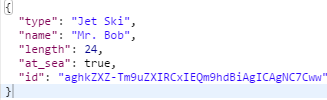 {
"type": "Jet Ski",
"name": "Mr. Bob",
"length": 24,
"at_sea": true,
"id": "aghkZXZ-Tm9uZXIRCxIEQm9hdBiAgICAgNC7Cww"
}